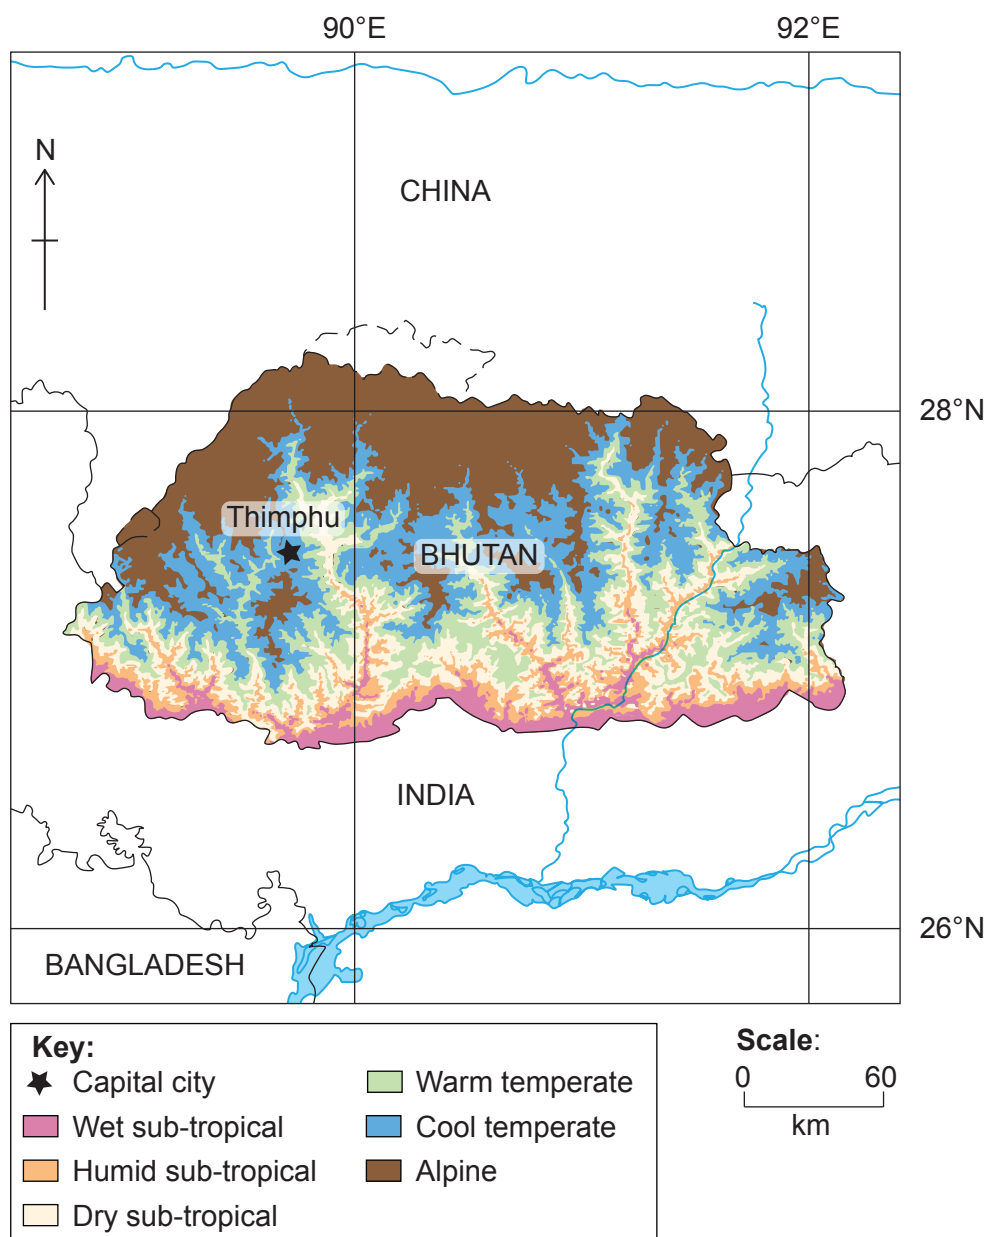 90°E
92°E
N
CHINA
28°N
Thimphu
BHUTAN
INDIA
26°N
BANGLADESH
Key:
Capital city
Wet sub-tropical
Humid sub-tropical
Dry sub-tropical
Warm temperate
Cool temperate
Alpine
Scale:
0 60
km